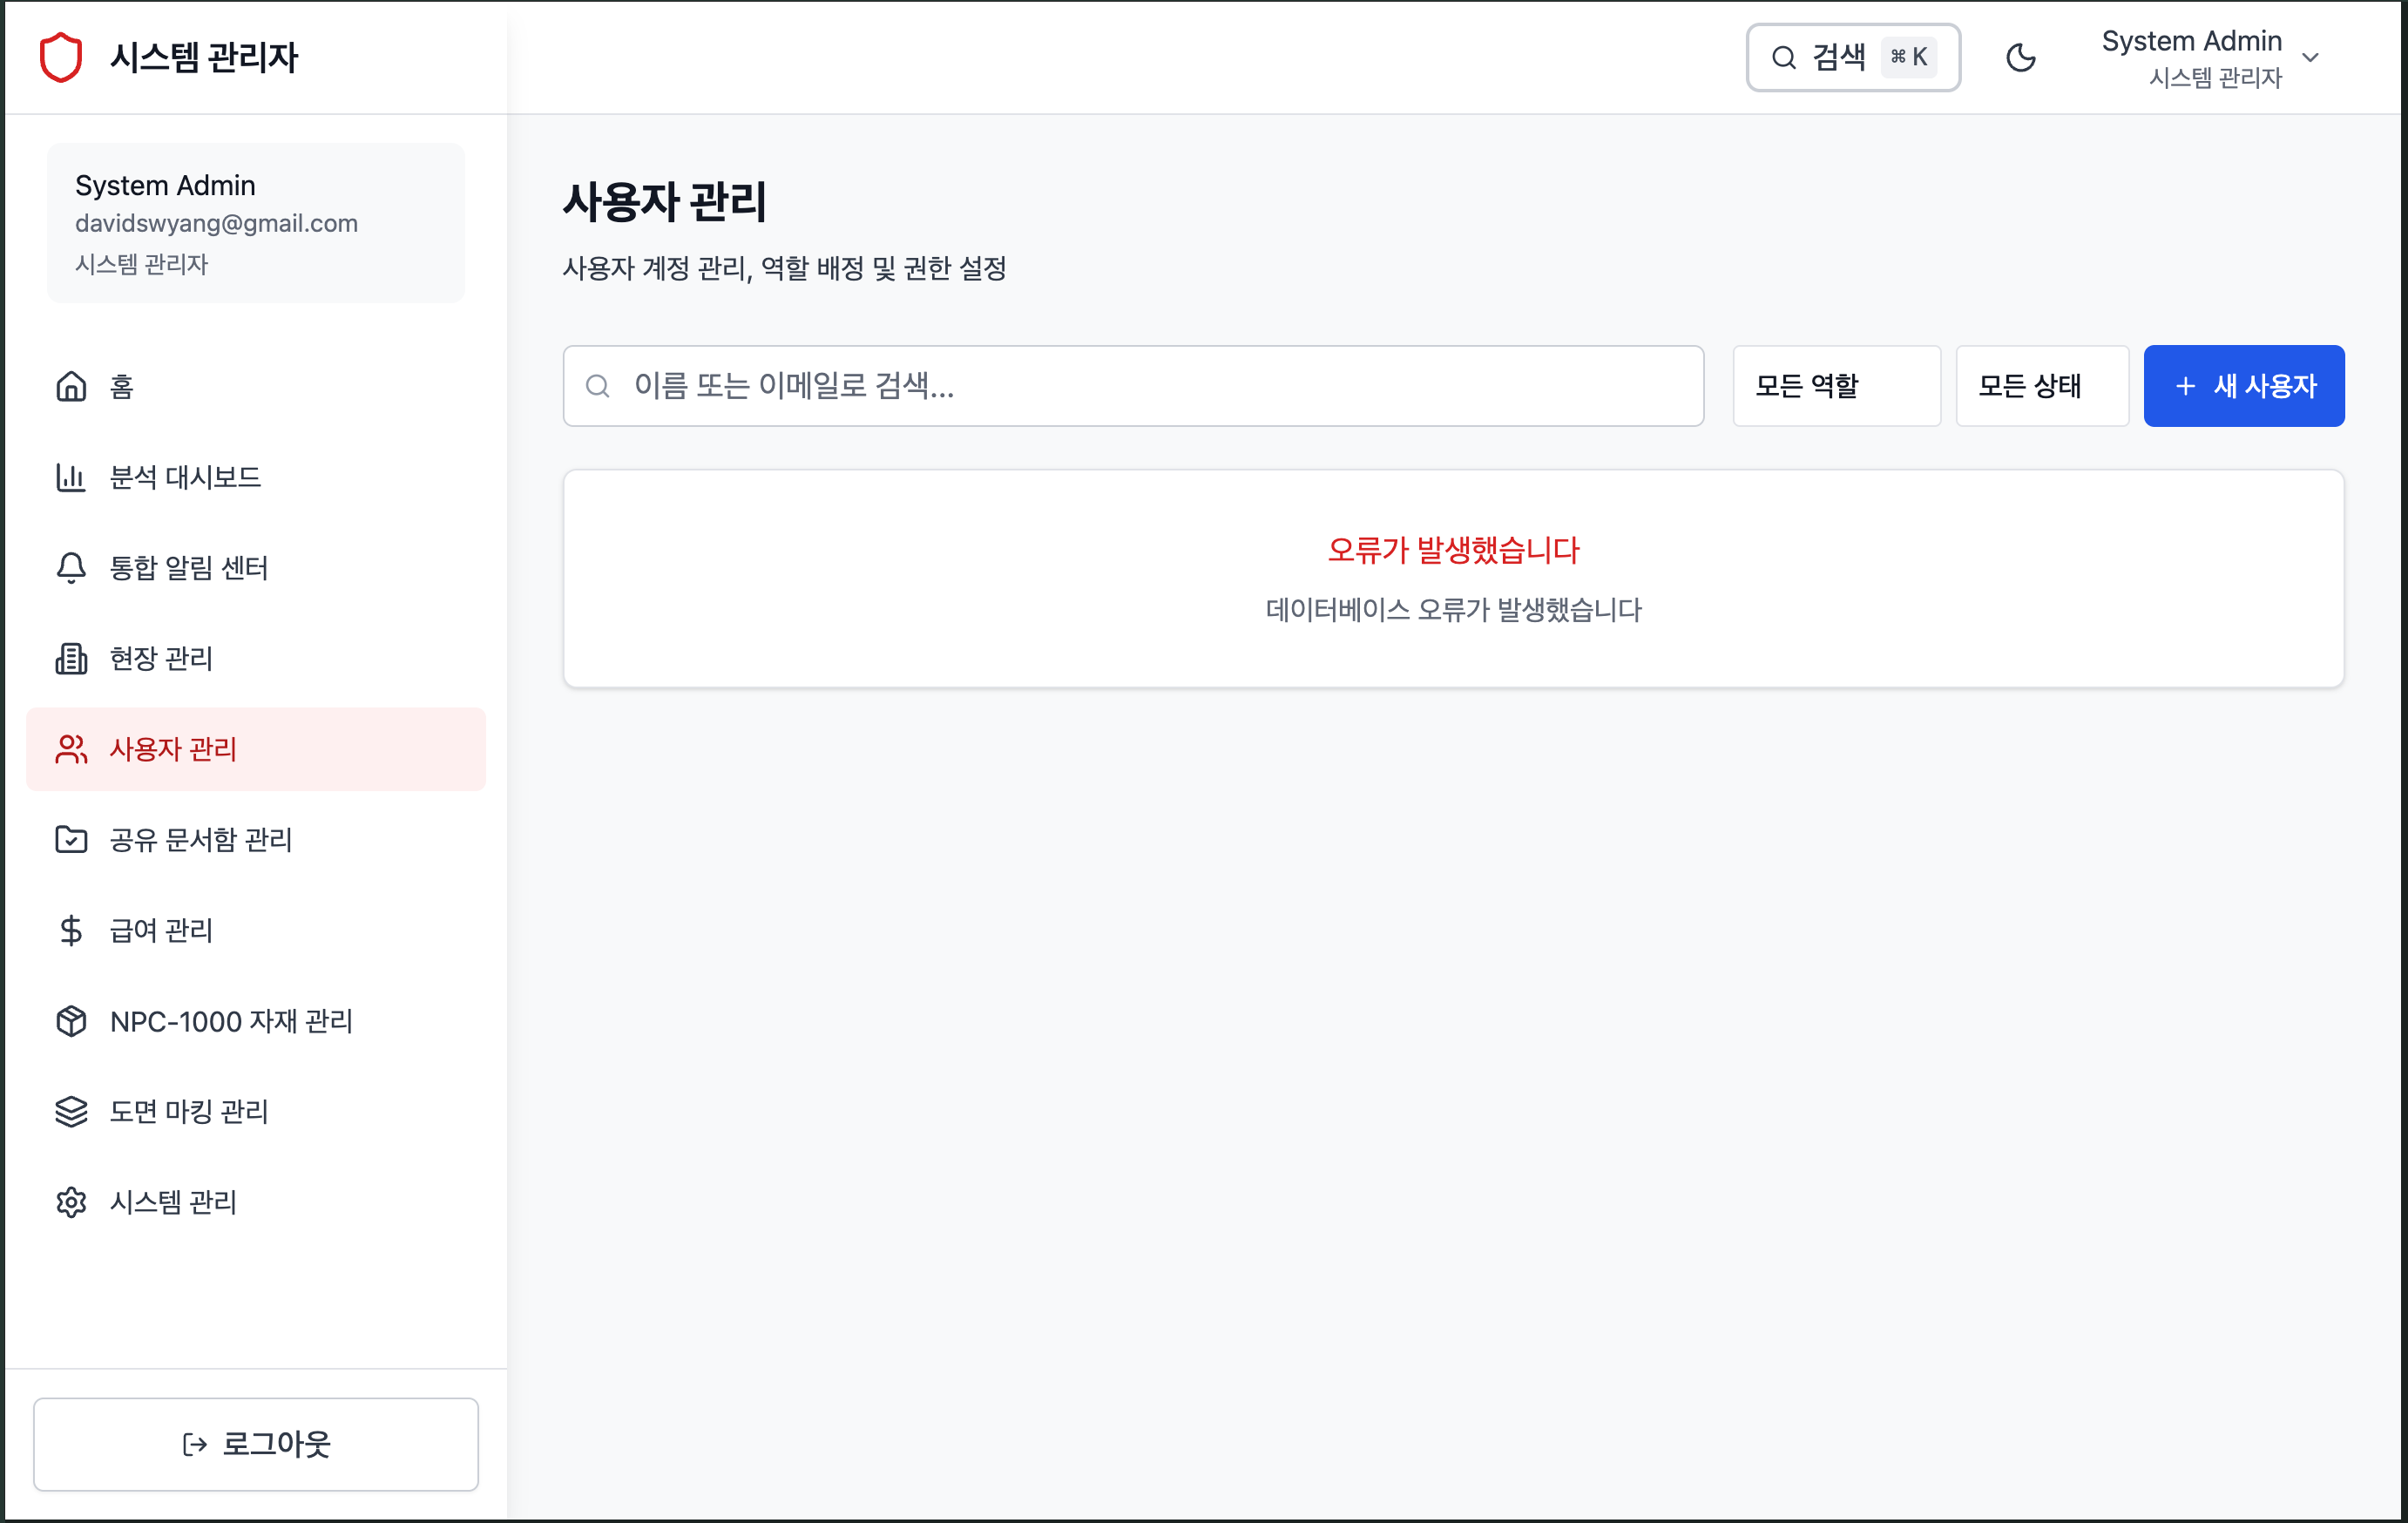 시스템 관리자
검색 ⌘ K
System Admin
시스템 관리자
System Admin
davidswyang@gmail.com
시스템 관리자
홈
분석 대시보드
통합 알림 센터
현장 관리
사용자 관리
공유 문서함 관리
급여 관리
NPC-1000 자재 관리
도면 마킹 관리
시스템 관리
로그아웃
사용자 관리
사용자 계정 관리, 역할 배정 및 권한 설정
이름 또는 이메일로 검색...
모든 역할
모든 상태
+ 새 사용자
오류가 발생했습니다
데이터베이스 오류가 발생했습니다